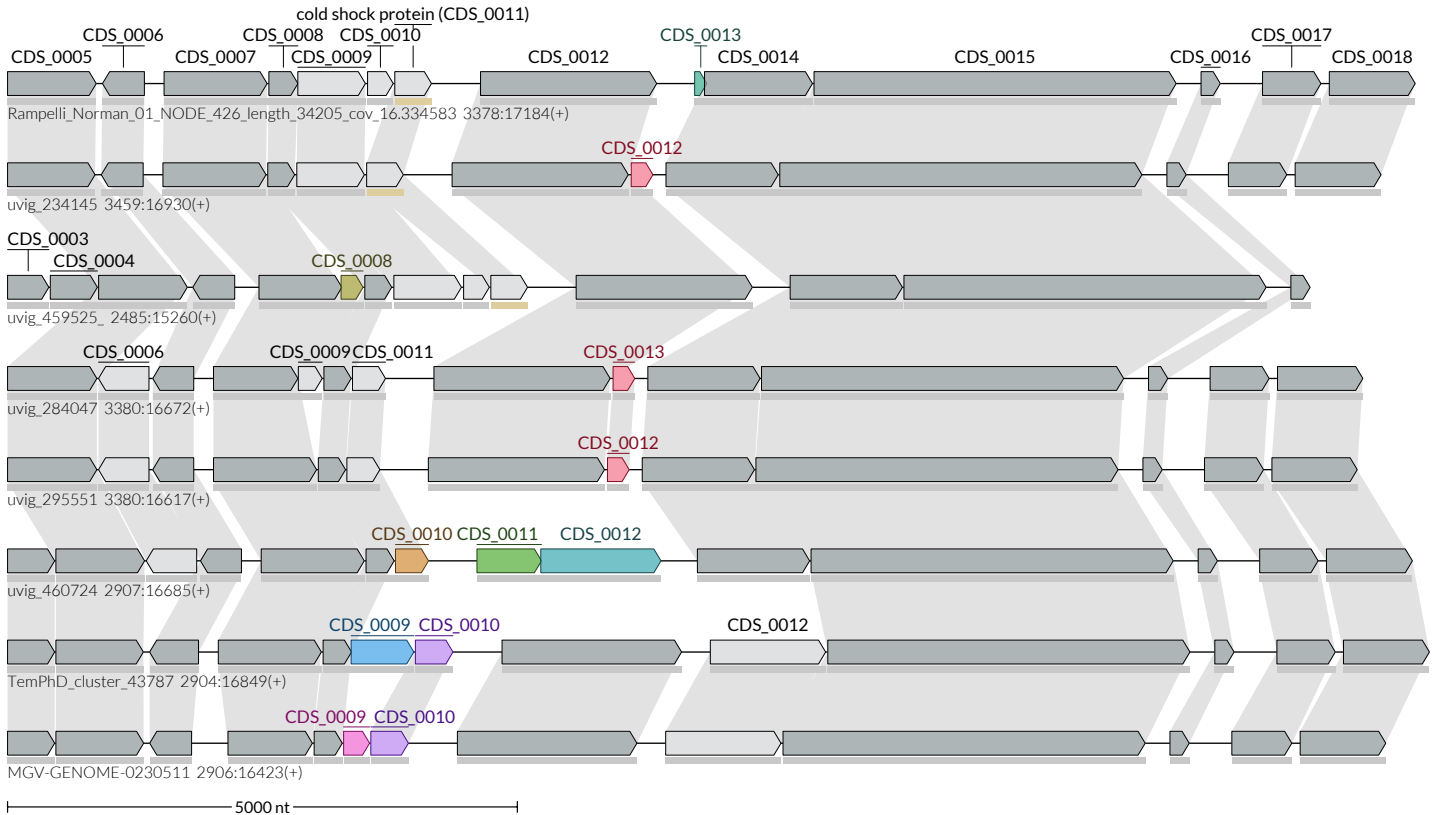 cold shock protein (CDS_0011)
CDS_0006 CDS_0008 CDS_0010 CDS_0013 CDS_0017
CDS_0005 CDS_0007 CDS_0009 CDS_0012 CDS_0014 CDS_0015 CDS_0016 CDS_0018
Rampelli_Norman_01_NODE_426_length_34205_cov_16.334583 3378:17184(+)
CDS_0012
uvig_234145 3459:16930(+)
CDS_0003
CDS_0004 CDS_0008
uvig_459525_ 2485:15260(+)
CDS_0006 CDS_0009 CDS_0011 CDS_0013
uvig_284047 3380:16672(+)
CDS_0012
uvig_295551 3380:16617(+)
CDS_0010 CDS_0011 CDS_0012
uvig_460724 2907:16685(+)
CDS_0009 CDS_0010 CDS_0012
TemPhD_cluster_43787 2904:16849(+)
CDS_0009 CDS_0010
MGV-GENOME-0230511 2906:16423(+)
5000 nt